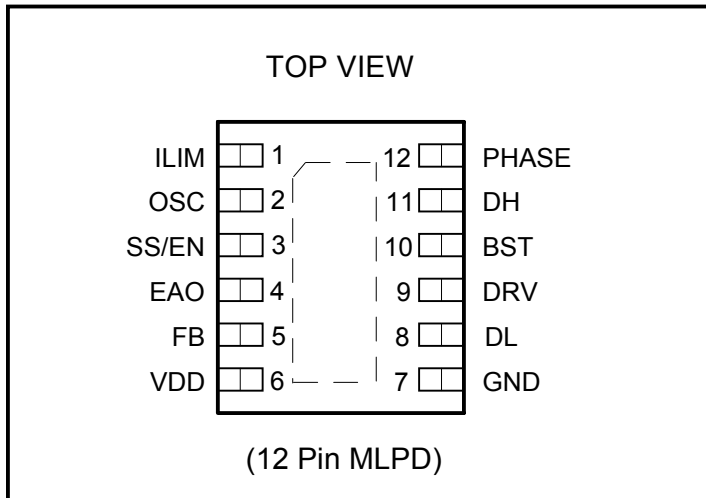 TOP VIEW
ILIM 1 12 PHASE
OSC 2 11 DH
SS/EN 3 10 BST
EAO 4 9 DRV
FB 5 8 DL
VDD 6 7 GND
(12 Pin MLPD)